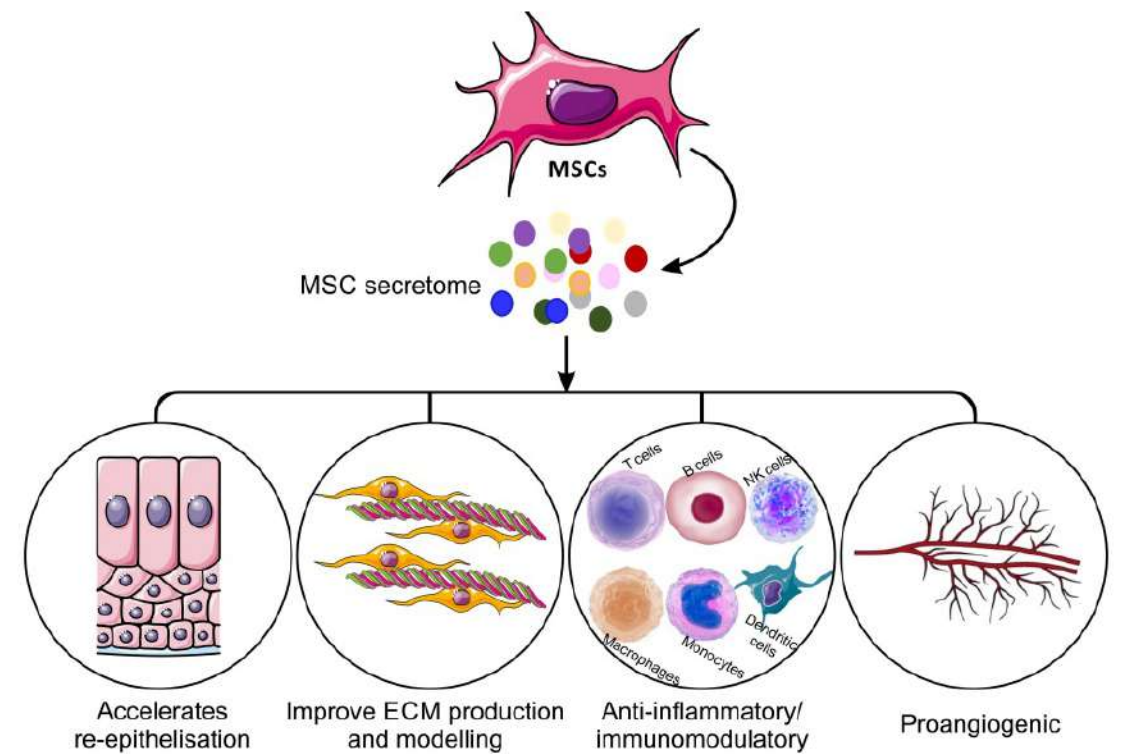 MSCs
MSC secretome
T cells
B cells
NK cells
Macrophages
Monocytes
Dendritic
cells
Accelerates
re-epithelisation
Improve ECM production
and modelling
Anti-inflammatory/
immunomodulatory
Proangiogenic